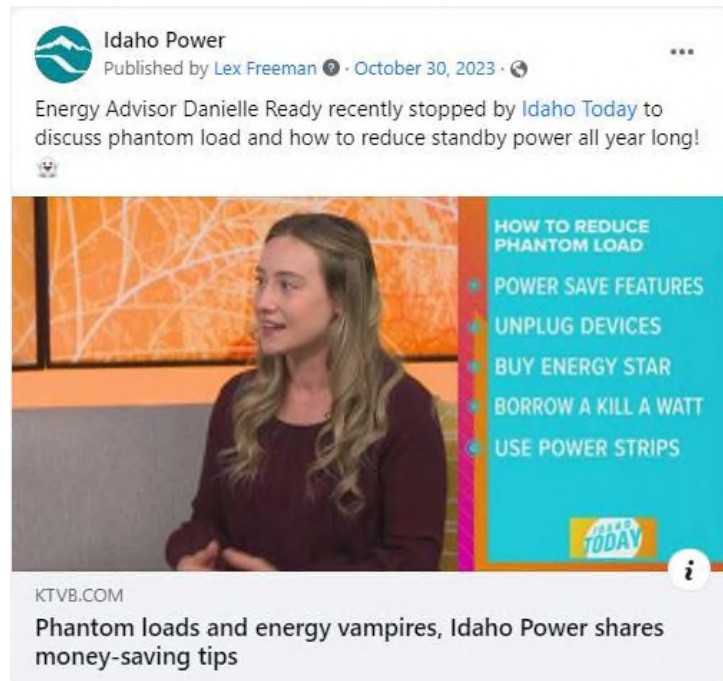 Idaho Power
Published by Lex Freeman · October 30, 2023 ·
Energy Advisor Danielle Ready recently stopped by Idaho Today to
discuss phantom load and how to reduce standby power all year long!
HOW TO REDUCE
PHANTOM LOAD
POWER SAVE FEATURES
UNPLUG DEVICES
BUY ENERGY STAR
BORROW A KILL A WATT
USE POWER STRIPS
IDAHO
TODAY
i
KTVB.COM
Phantom loads and energy vampires, Idaho Power shares
money-saving tips